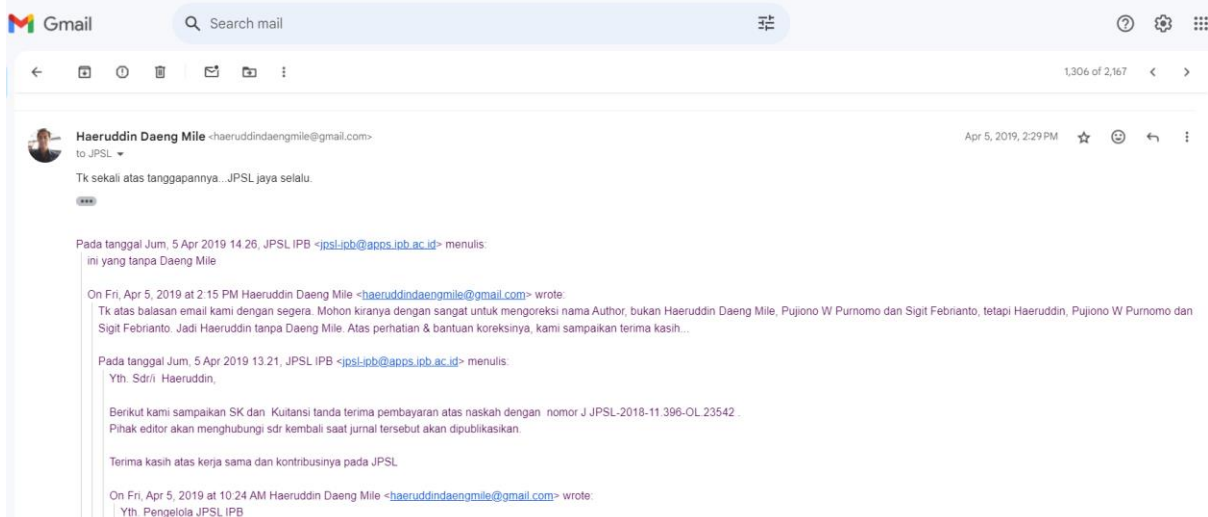 Gmail
Search mail
1,306 of 2,167
Haeruddin Daeng Mile <haeruddindaengmile@gmail.com>
Apr 5, 2019, 2:29 PM
to JPSL
Tk sekali atas tanggapannya...JPSL jaya selalu.
Pada tanggal Jum, 5 Apr 2019 14.26, JPSL IPB <jpsl-ipb@apps.ipb.ac.id> menulis:
ini yang tanpa Daeng Mile
On Fri, Apr 5, 2019 at 2:15 PM Haeruddin Daeng Mile <haeruddindaengmile@gmail.com> wrote:
Tk atas balasan email kami dengan segera. Mohon kiranya dengan sangat untuk mengoreksi nama Author, bukan Haeruddin Daeng Mile, Pujiono W Purnomo dan Sigit Febrianto, tetapi Haeruddin, Pujiono W Purnomo dan
Sigit Febrianto. Jadi Haeruddin tanpa Daeng Mile. Atas perhatian & bantuan koreksinya, kami sampaikan terima kasih...
Pada tanggal Jum, 5 Apr 2019 13.21, JPSL IPB <jpsl-ipb@apps.ipb.ac.id> menulis:
Yth. Sdr/i Haeruddin,
Berikut kami sampaikan SK dan Kuitansi tanda terima pembayaran atas naskah dengan nomor J JPSL-2018-11.396-OL.23542 .
Pihak editor akan menghubungi sdr kembali saat jurnal tersebut akan dipublikasikan.
Terima kasih atas kerja sama dan kontribusinya pada JPSL
On Fri, Apr 5, 2019 at 10:24 AM Haeruddin Daeng Mile <haeruddindaengmile@gmail.com> wrote:
Yth. Pengelola JPSL IPB